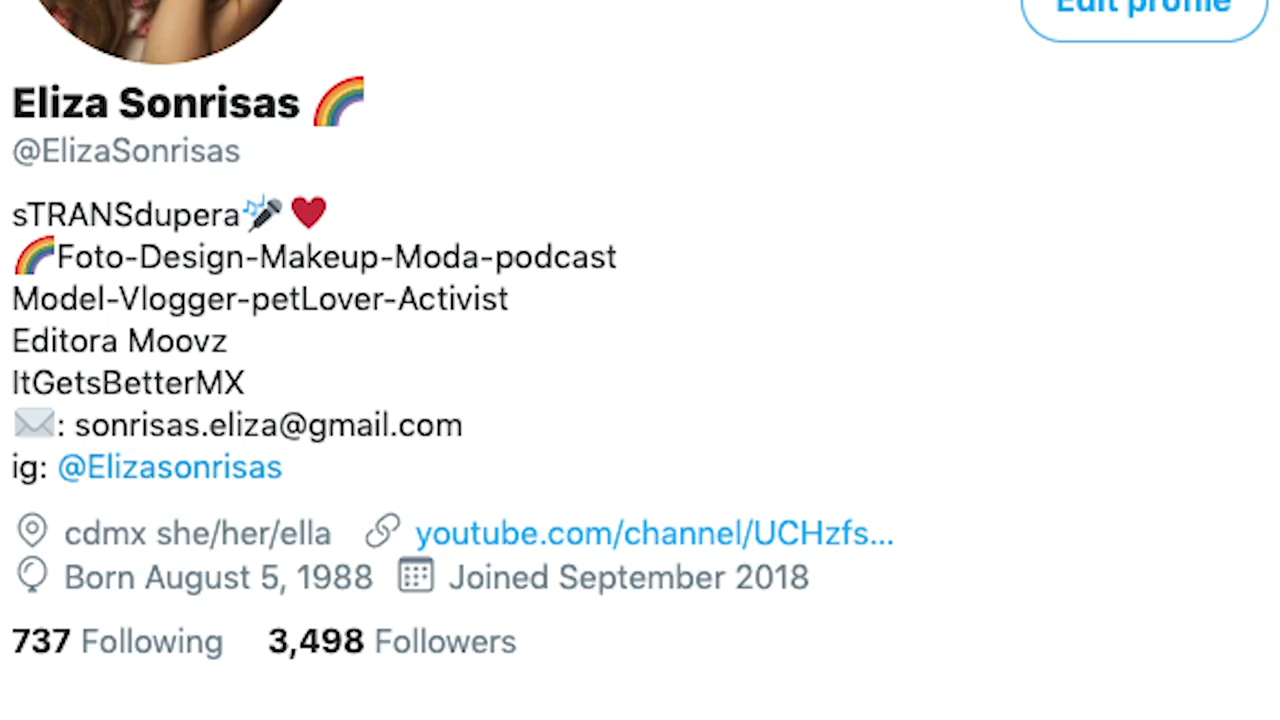 Edit profile
Eliza Sonrisas 🌈
@ElizaSonrisas
sTRANSdupera🎤❤️
🌈Foto-Design-Makeup-Moda-podcast
Model-Vlogger-petLover-Activist
Editora Moovz
ItGetsBetterMX
✉️: sonrisas.eliza@gmail.com
ig: @Elizasonrisas
cdmx she/her/ella youtube.com/channel/UCHzfs...
Born August 5, 1988 Joined September 2018
737 Following 3,498 Followers